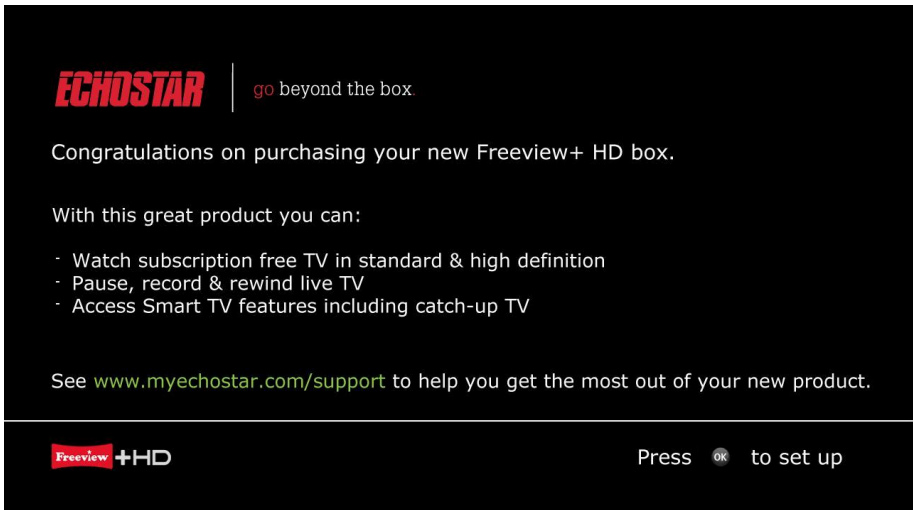 ECHOSTAR go beyond the box.
Congratulations on purchasing your new Freeview+ HD box.
With this great product you can:
- Watch subscription free TV in standard & high definition
- Pause, record & rewind live TV
- Access Smart TV features including catch-up TV
See www.myechostar.com/support to help you get the most out of your new product.
Freeview +HD Press OK to set up